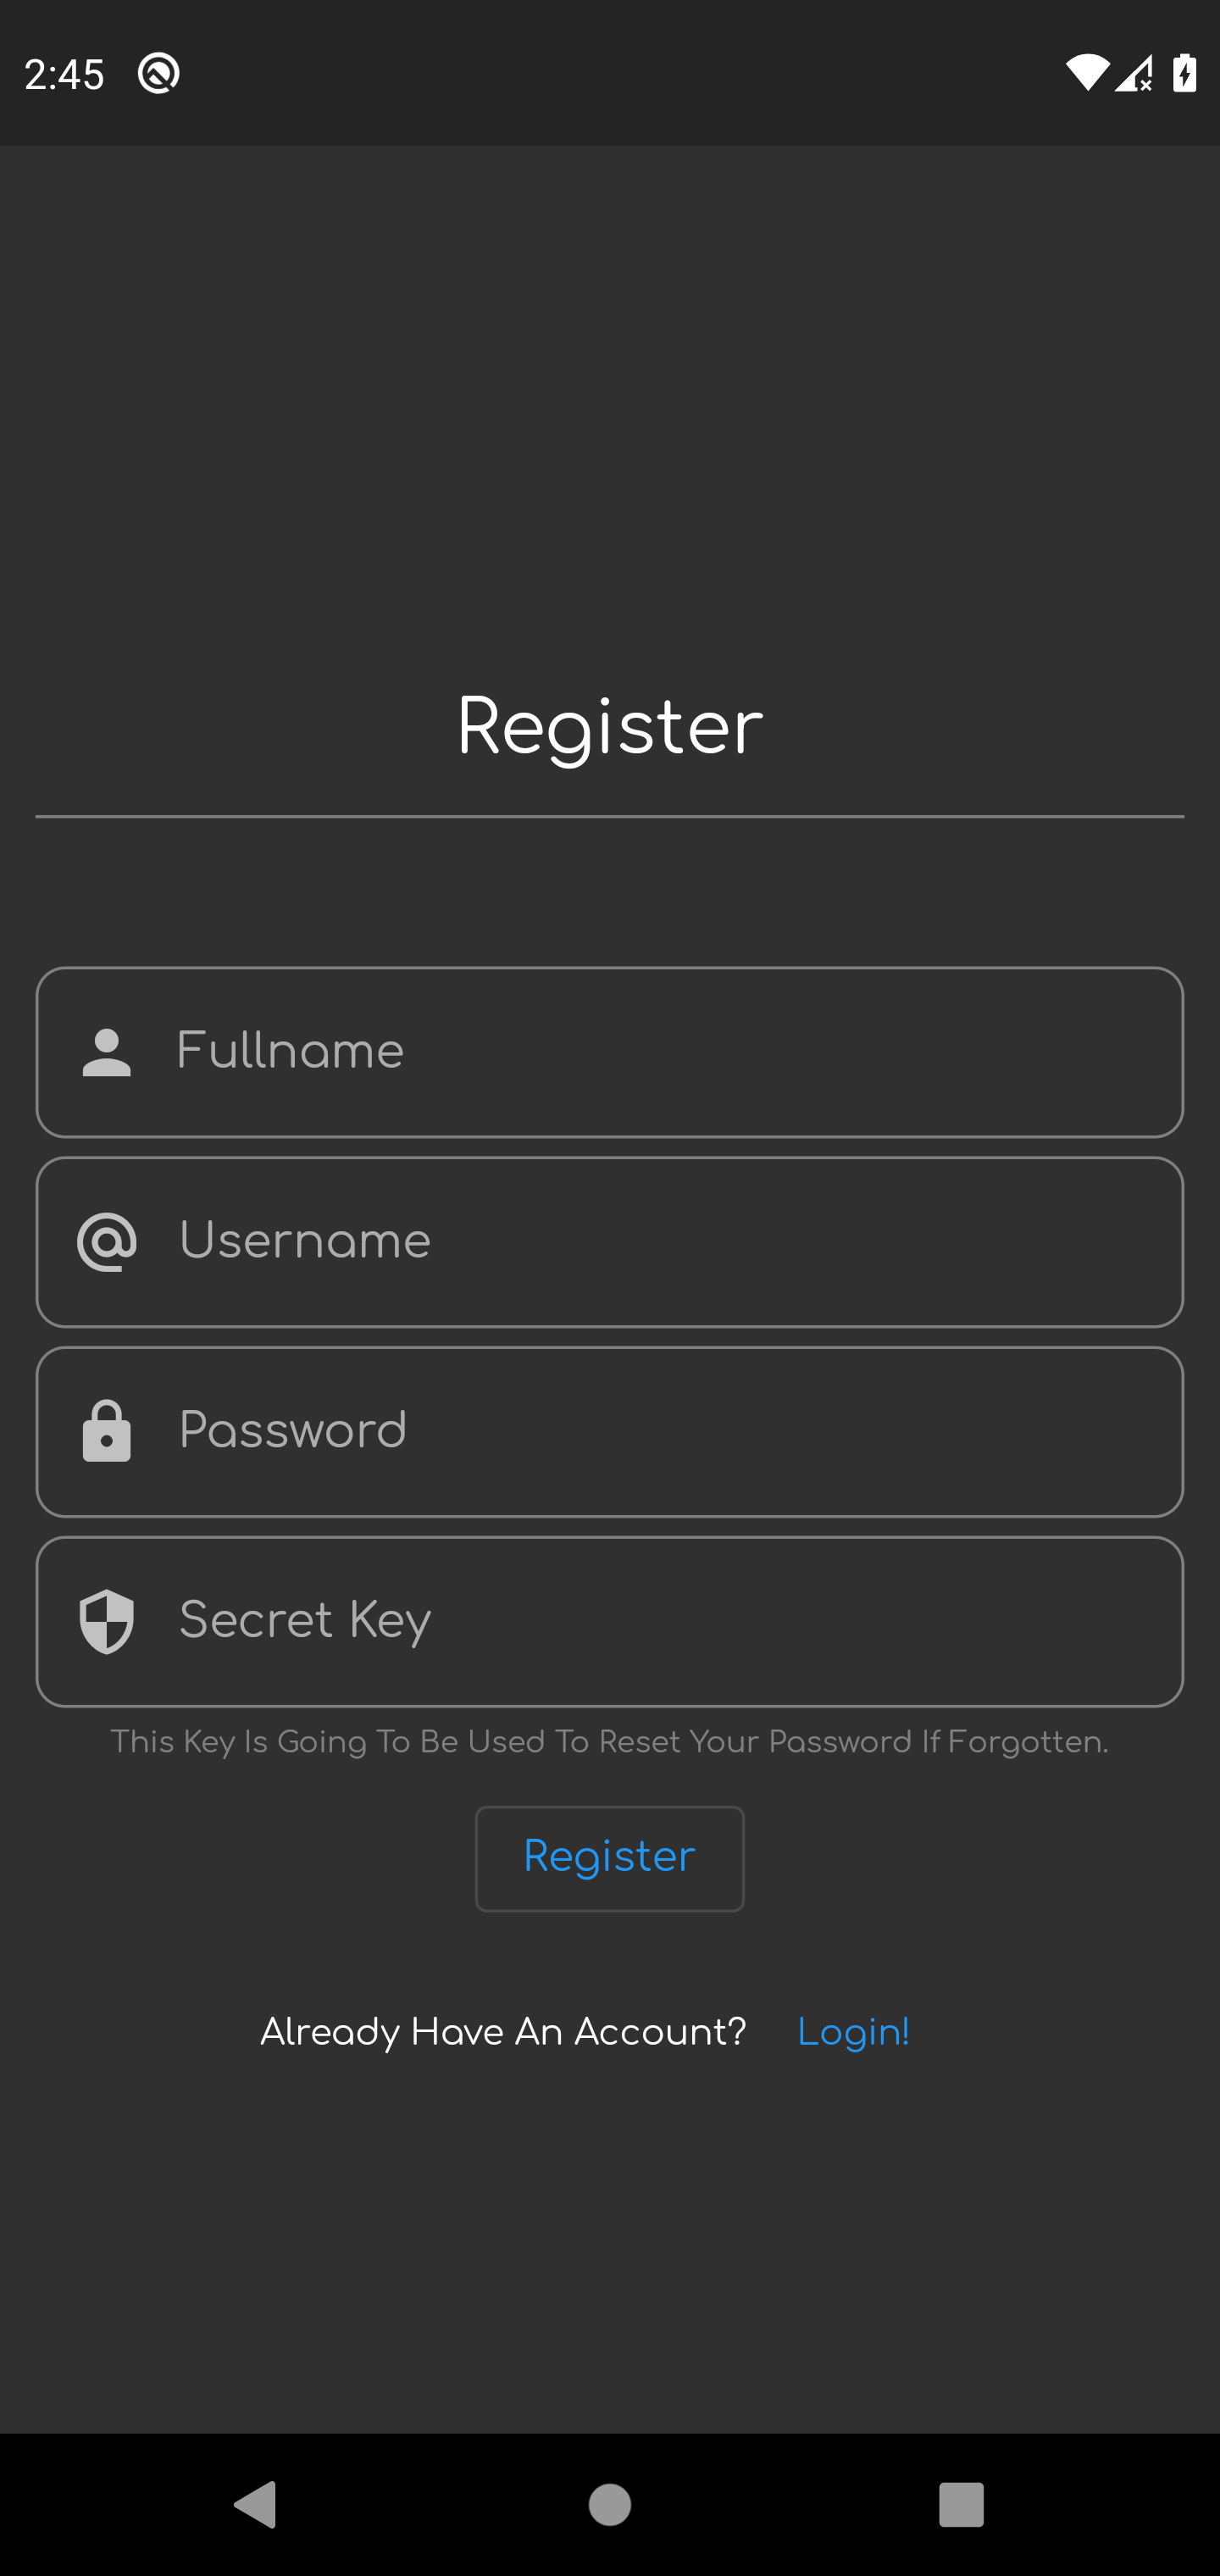 2:45
Register
Fullname
Username
Password
Secret Key
This Key Is Going To Be Used To Reset Your Password If Forgotten.
Register
Already Have An Account? Login!